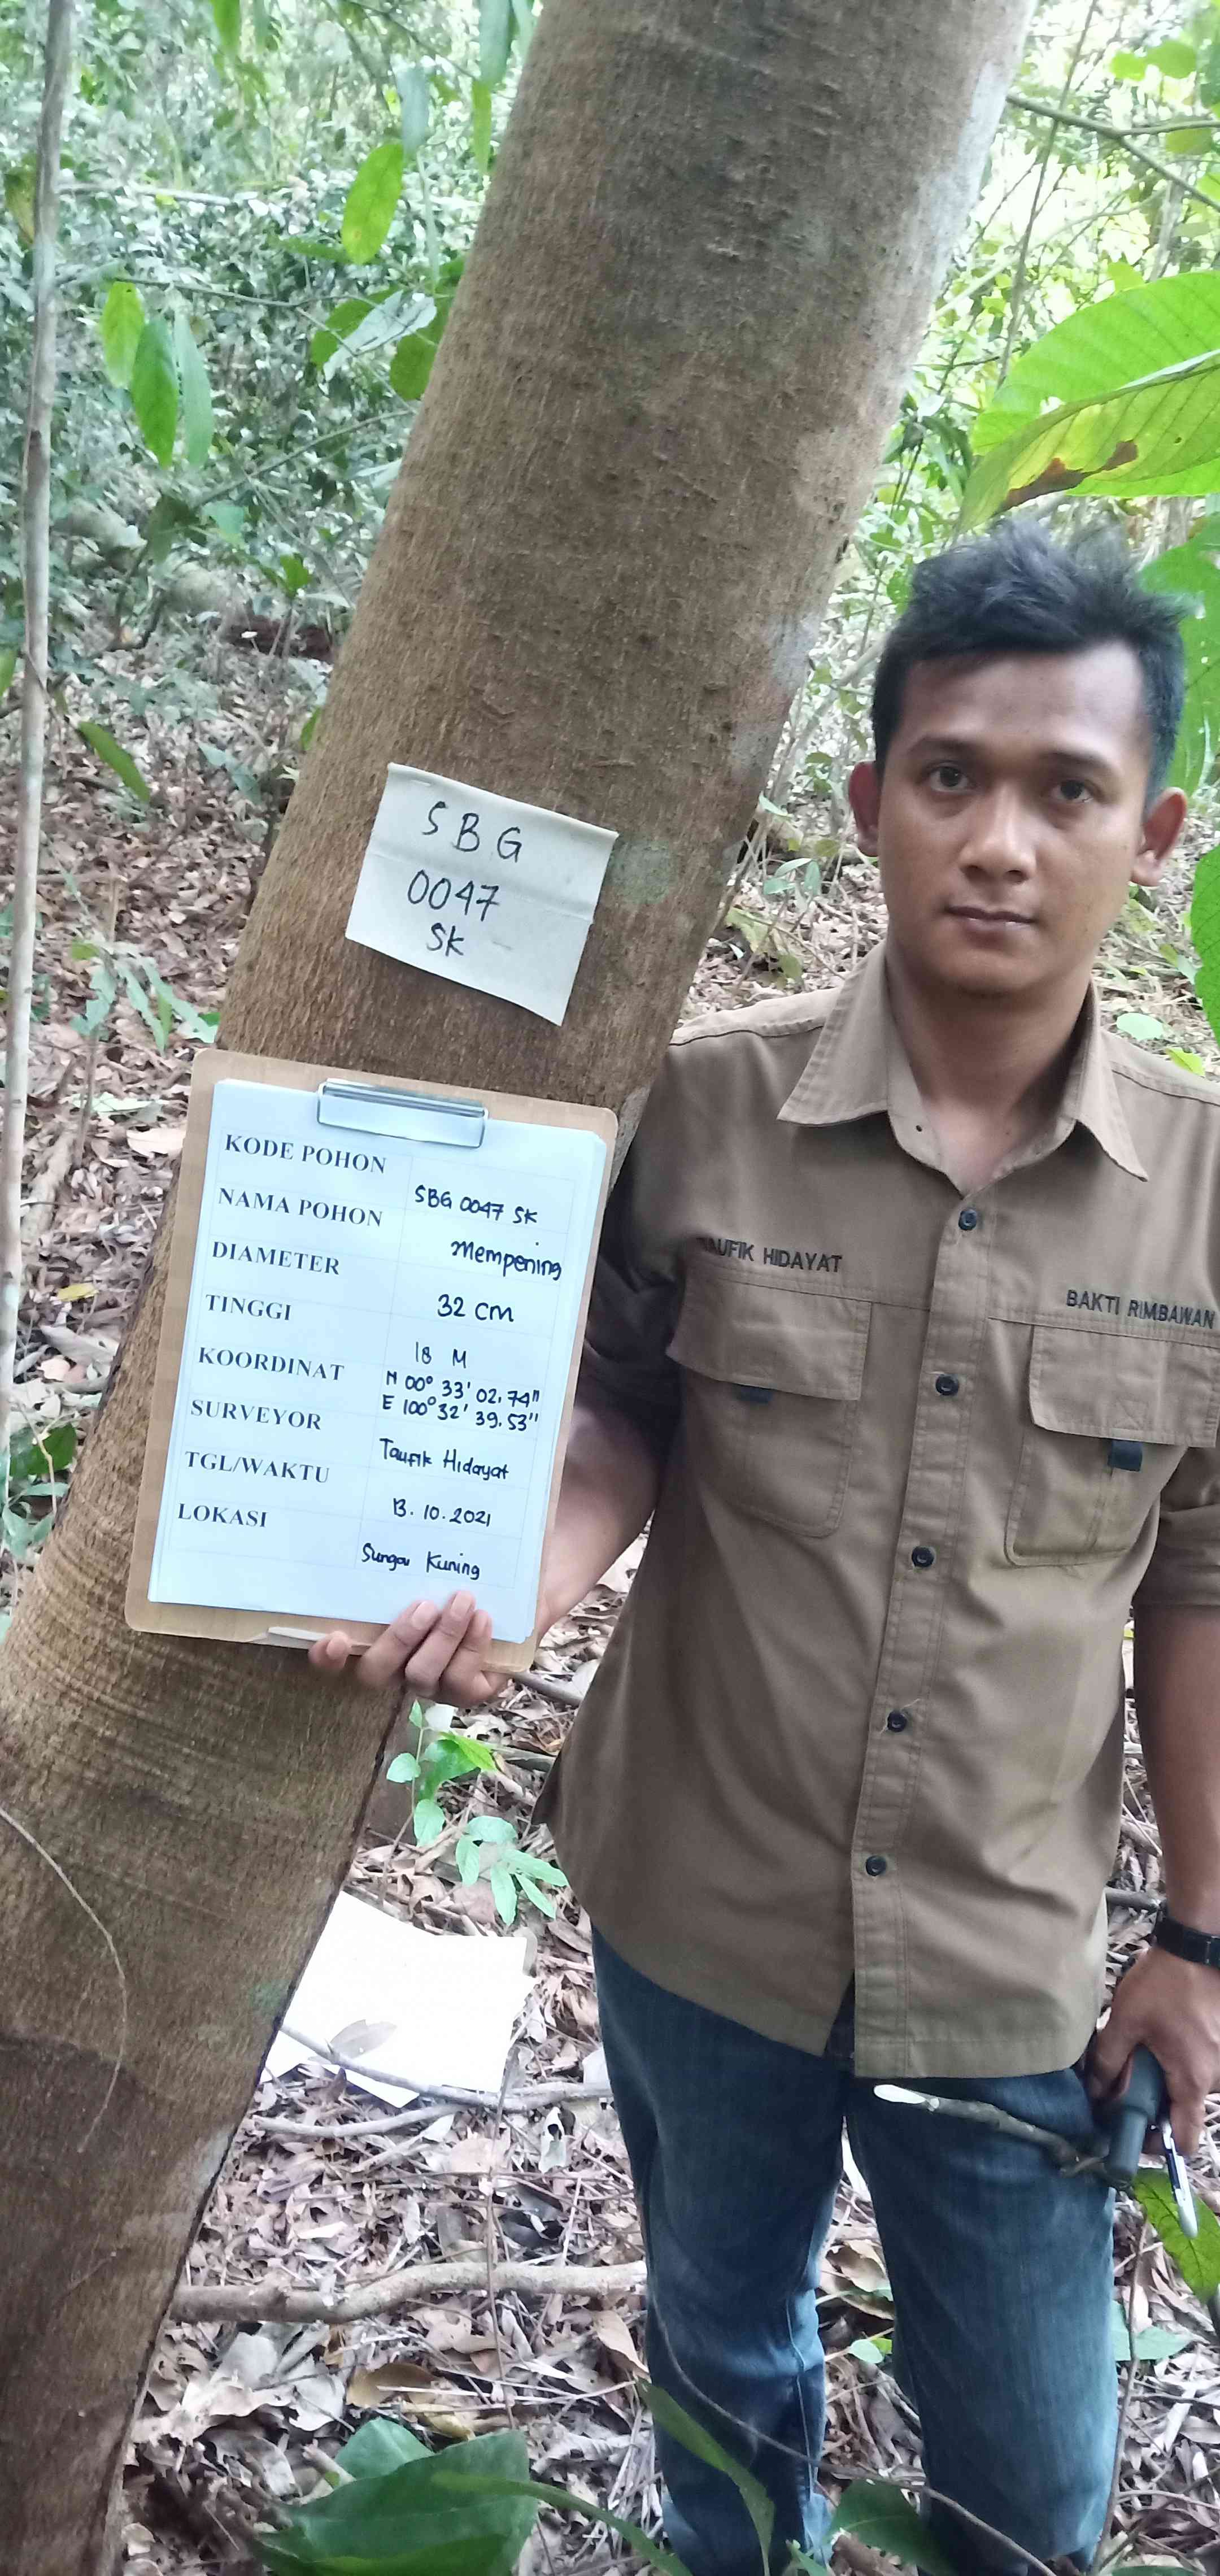 SBG
0047
SK
KODE POHON SBG 0047 SK
NAMA POHON Mempening
DIAMETER 32 cm
TINGGI 18 M
KOORDINAT N 00° 33' 02.74"
E 100° 32' 39.53"
SURVEYOR Taufik Hidayat
TGL/WAKTU 13.10.2021
LOKASI Sungai Kuning
TAUFIK HIDAYAT
BAKTI RIMBAWAN